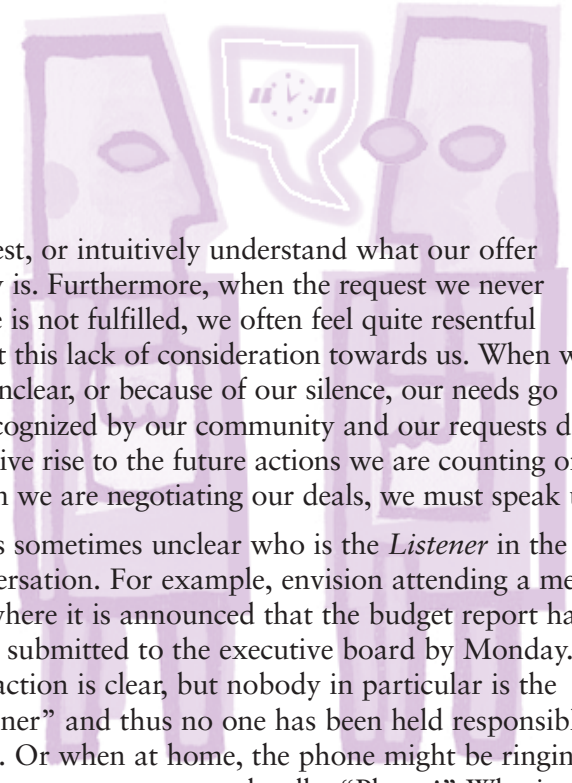 est, or intuitively understand what our offer
is. Furthermore, when the request we never
is not fulfilled, we often feel quite resentful
this lack of consideration towards us. When
nclear, or because of our silence, our needs go
cognized by our community and our requests
ive rise to the future actions we are counting
we are negotiating our deals, we must speak
s sometimes unclear who is the Listener in the
ersation. For example, envision attending a
where it is announced that the budget report
submitted to the executive board by Monday.
action is clear, but nobody in particular is the
ner” and thus no one has been held
. Or when at home, the phone might be